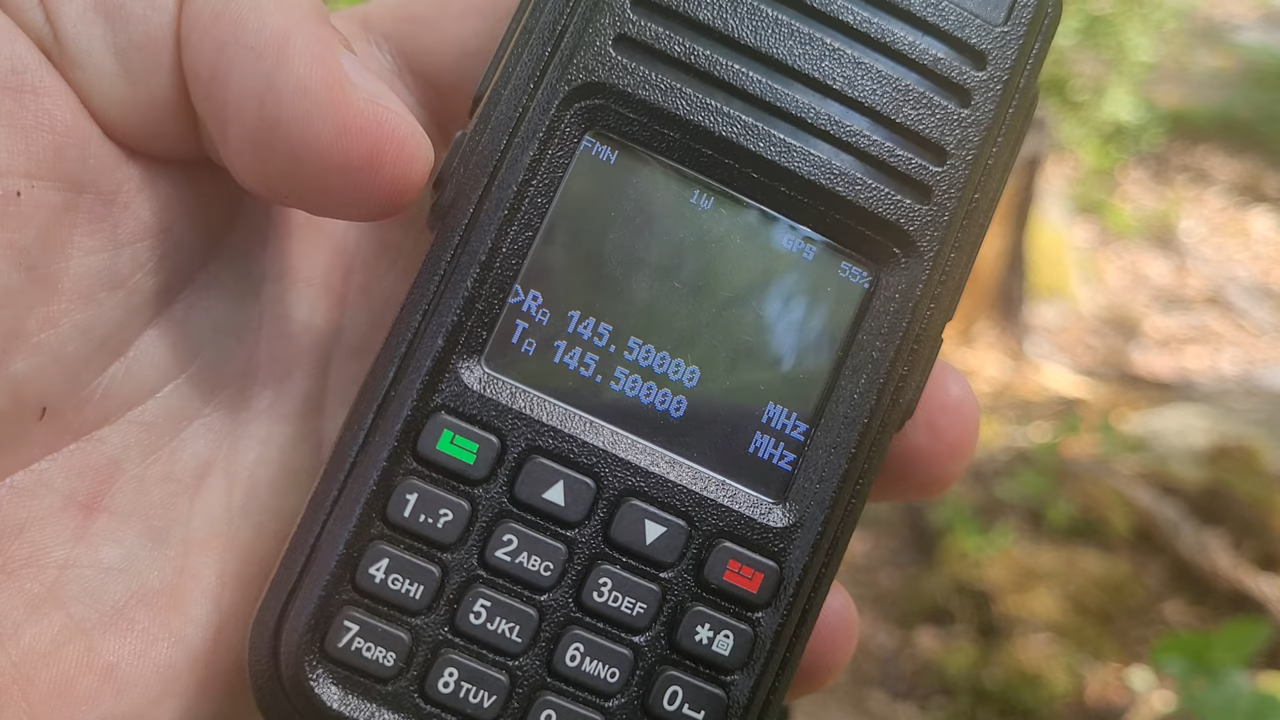 FMN 1W GPS 55%
>RA 145.50000 MHz
TA 145.50000 MHz
1,.?
2ABC
3DEF
*
4GHI
5JKL
6MNO
0
7PQRS
8TUV